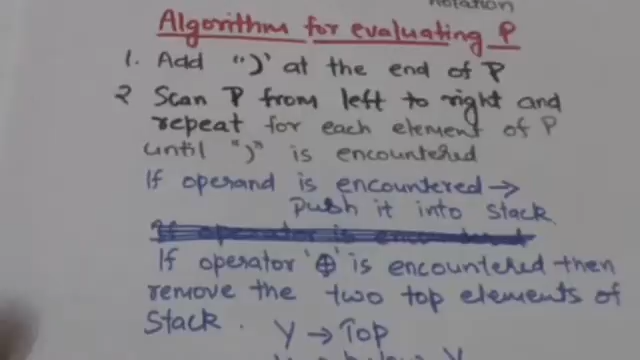 notation
Algorithm for evaluating P
1. Add ")" at the end of P
2 Scan P from left to right and
repeat for each element of P
until ")" is encountered
If operand is encountered →
push it into stack
If operator '⊕' is encountered then
remove the two top elements of
Stack. Y → Top